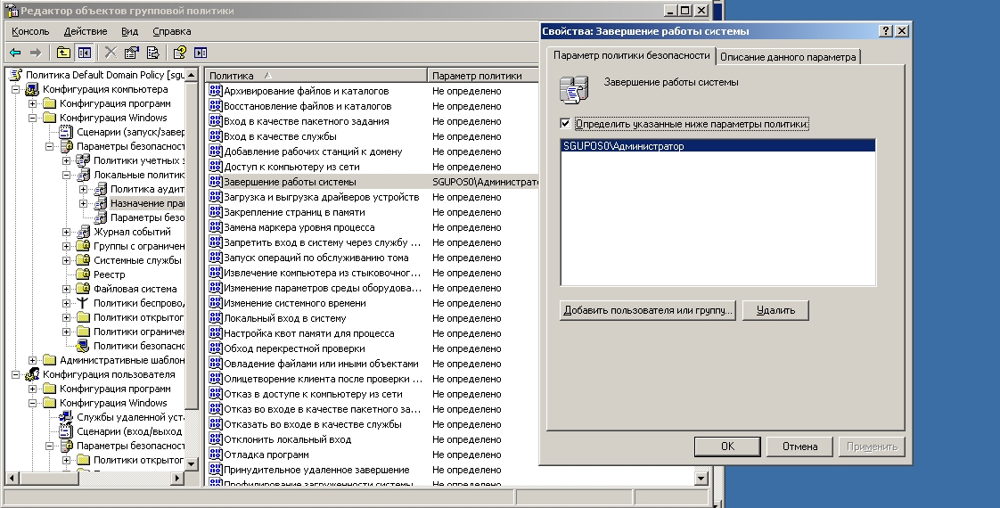 Редактор объектов групповой политики
Консоль Действие Вид Справка
Политика Default Domain Policy [sgu
Конфигурация компьютера
Конфигурация программ
Конфигурация Windows
Сценарии (запуск/завер
Параметры безопасност
Политики учетных з
Локальные политик
Политика аудит
Назначение пра
Параметры безо
Журнал событий
Группы с ограничен
Системные службы
Реестр
Файловая система
Политики беспровод
Политики открытог
Политики ограничен
Политики безопасно
Административные шаблон
Конфигурация пользователя
Конфигурация программ
Конфигурация Windows
Службы удаленной уста
Сценарии (вход/выход
Параметры безопасност
Политики открытог
Политика Параметр политики
Архивирование файлов и каталогов Не определено
Восстановление файлов и каталогов Не определено
Вход в качестве пакетного задания Не определено
Вход в качестве службы Не определено
Добавление рабочих станций к домену Не определено
Доступ к компьютеру из сети Не определено
Завершение работы системы SGUPOS0\Администрато
Загрузка и выгрузка драйверов устройств Не определено
Закрепление страниц в памяти Не определено
Замена маркера уровня процесса Не определено
Запретить вход в систему через службу ... Не определено
Запуск операций по обслуживанию тома Не определено
Извлечение компьютера из стыковочног... Не определено
Изменение параметров среды оборудова... Не определено
Изменение системного времени Не определено
Локальный вход в систему Не определено
Настройка квот памяти для процесса Не определено
Обход перекрестной проверки Не определено
Овладение файлами или иными объектами Не определено
Олицетворение клиента после проверки ... Не определено
Отказ в доступе к компьютеру из сети Не определено
Отказ во входе в качестве пакетного за... Не определено
Отказать во входе в качестве службы Не определено
Отклонить локальный вход Не определено
Отладка программ Не определено
Принудительное удаленное завершение Не определено
Профилирование загруженности системы Не определено
Свойства: Завершение работы системы
Параметр политики безопасности Описание данного параметра
Завершение работы системы
Определить указанные ниже параметры политики:
SGUPOS0\Администратор
Добавить пользователя или группу... Удалить
OK Отмена Применить